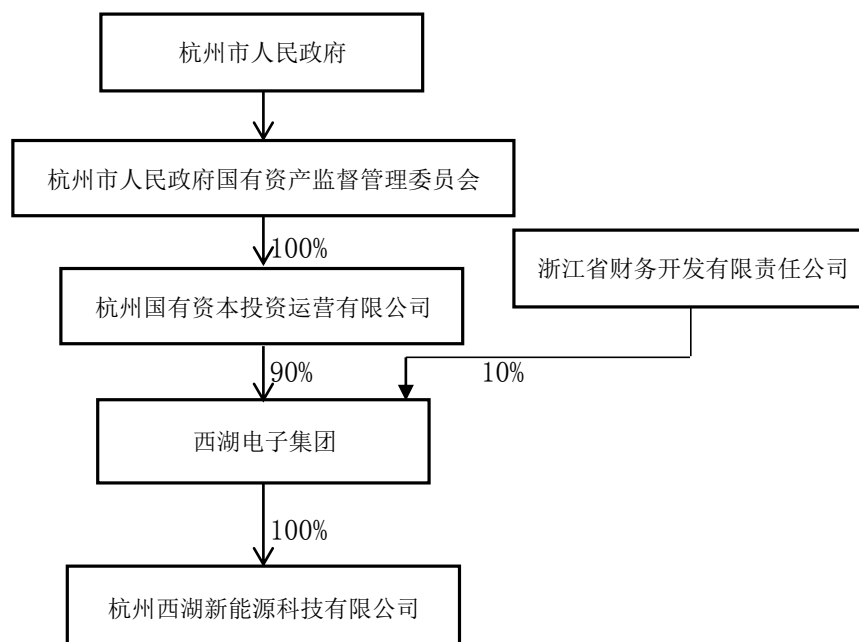 杭州市人民政府
杭州市人民政府国有资产监督管理委员会
100%
浙江省财务开发有限责任公司
杭州国有资本投资运营有限公司
90%
10%
西湖电子集团
100%
杭州西湖新能源科技有限公司